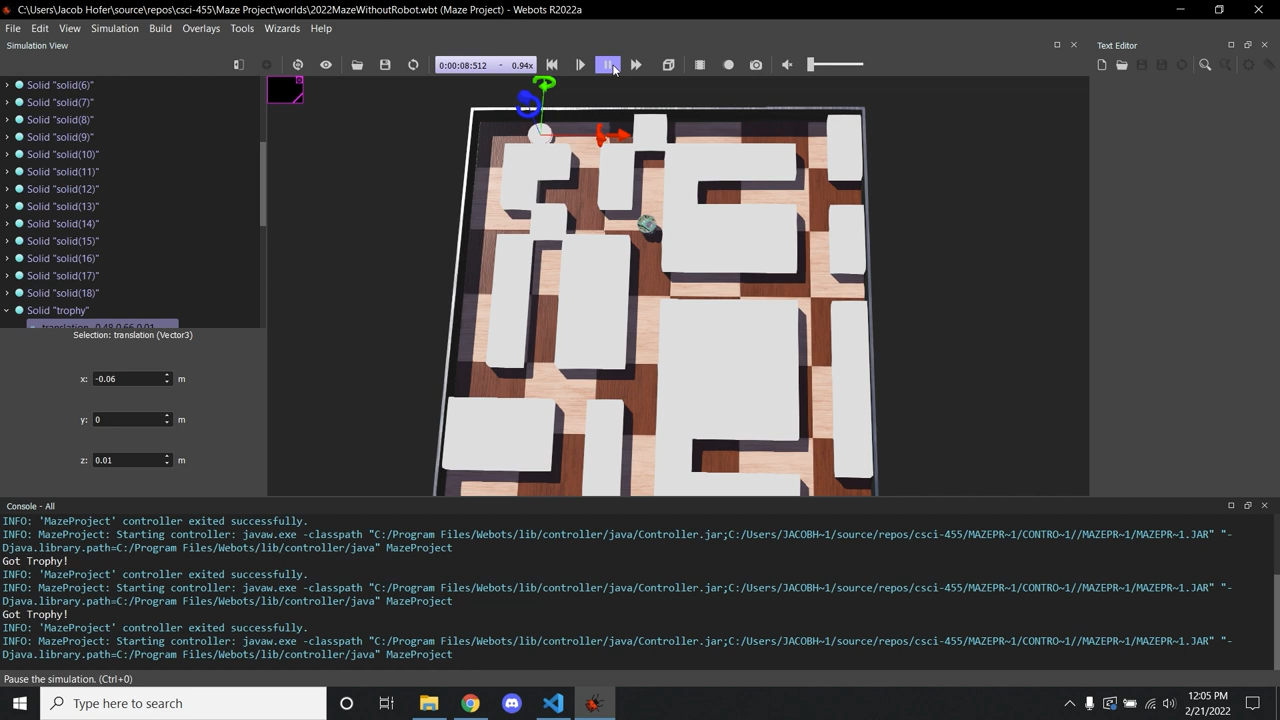 C:\Users\Jacob Hofer\source\repos\csci-455\Maze Project\worlds\2022MazeWithoutRobot.wbt (Maze Project) - Webots R2022a
File Edit View Simulation Build Overlays Tools Wizards Help
Simulation View
Text Editor
0:00:08:512 - 0.94x
Solid "solid(6)"
Solid "solid(7)"
Solid "solid(8)"
Solid "solid(9)"
Solid "solid(10)"
Solid "solid(11)"
Solid "solid(12)"
Solid "solid(13)"
Solid "solid(14)"
Solid "solid(15)"
Solid "solid(16)"
Solid "solid(17)"
Solid "solid(18)"
Solid "trophy"
Selection: translation (Vector3)
x: -0.06 m
y: 0 m
z: 0.01 m
Console - All
INFO: 'MazeProject' controller exited successfully.
INFO: MazeProject: Starting controller: javaw.exe -classpath "C:/Program Files/Webots/lib/controller/java/Controller.jar;C:/Users/JACOBH~1/source/repos/csci-455/MAZEPR~1/CONTRO~1//MAZEPR~1/MAZEPR~1.JAR" "-
Djava.library.path=C:/Program Files/Webots/lib/controller/java" MazeProject
Got Trophy!
INFO: 'MazeProject' controller exited successfully.
INFO: MazeProject: Starting controller: javaw.exe -classpath "C:/Program Files/Webots/lib/controller/java/Controller.jar;C:/Users/JACOBH~1/source/repos/csci-455/MAZEPR~1/CONTRO~1//MAZEPR~1/MAZEPR~1.JAR" "-
Djava.library.path=C:/Program Files/Webots/lib/controller/java" MazeProject
Got Trophy!
INFO: 'MazeProject' controller exited successfully.
INFO: MazeProject: Starting controller: javaw.exe -classpath "C:/Program Files/Webots/lib/controller/java/Controller.jar;C:/Users/JACOBH~1/source/repos/csci-455/MAZEPR~1/CONTRO~1//MAZEPR~1/MAZEPR~1.JAR" "-
Djava.library.path=C:/Program Files/Webots/lib/controller/java" MazeProject
Pause the simulation. (Ctrl+0)
Type here to search
12:05 PM
2/21/2022